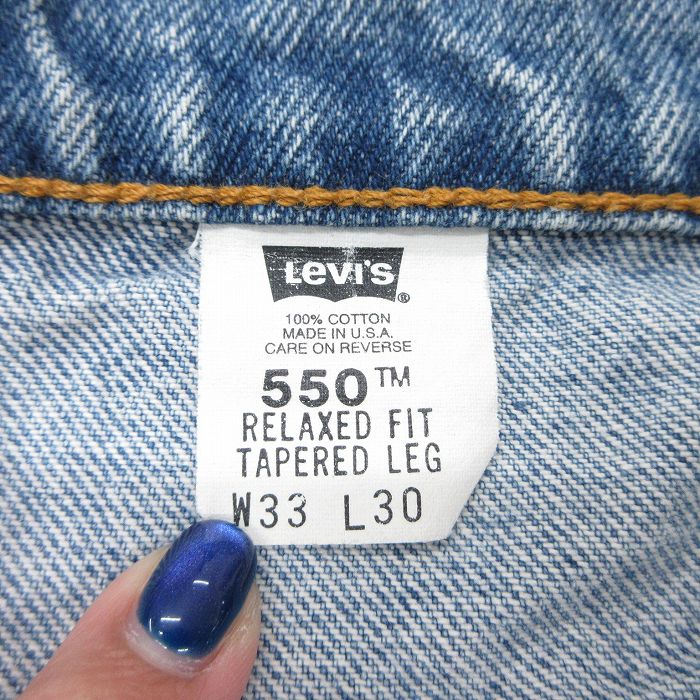 Levi's ®
100% COTTON
MADE IN U.S.A.
CARE ON REVERSE
550™
RELAXED FIT
TAPERED LEG
W33 L30